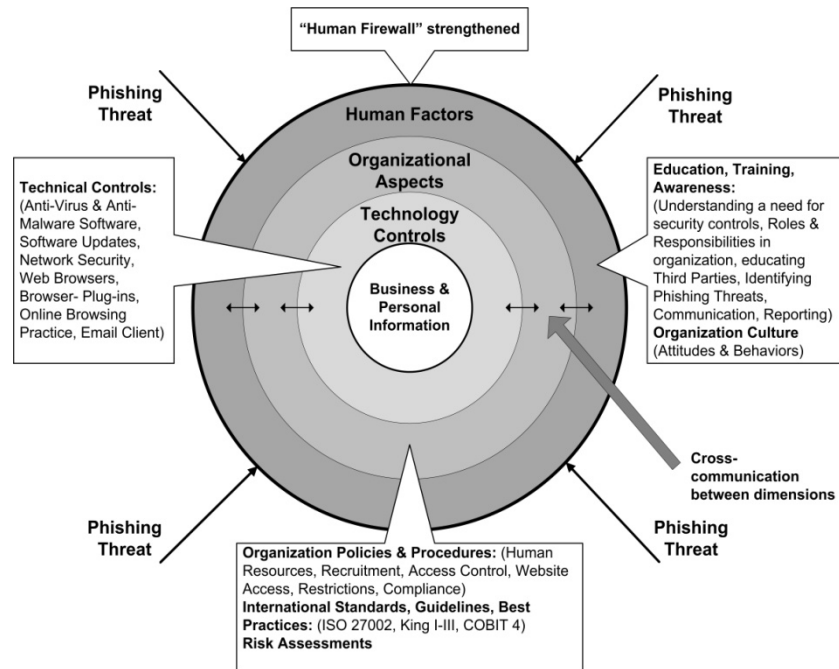 “Human Firewall” strengthened
Phishing
Threat
Phishing
Threat
Human Factors
Organizational
Aspects
Technology
Controls
Business &
Personal
Information
Technical Controls:
(Anti-Virus & Anti-
Malware Software,
Software Updates,
Network Security,
Web Browsers,
Browser- Plug-ins,
Online Browsing
Practice, Email Client)
Education, Training,
Awareness:
(Understanding a need for
security controls, Roles &
Responsibilities in
organization, educating
Third Parties, Identifying
Phishing Threats,
Communication, Reporting)
Organization Culture
(Attitudes & Behaviors)
Cross-
communication
between dimensions
Phishing
Threat
Phishing
Threat
Organization Policies & Procedures: (Human
Resources, Recruitment, Access Control, Website
Access, Restrictions, Compliance)
International Standards, Guidelines, Best
Practices: (ISO 27002, King I-III, COBIT 4)
Risk Assessments